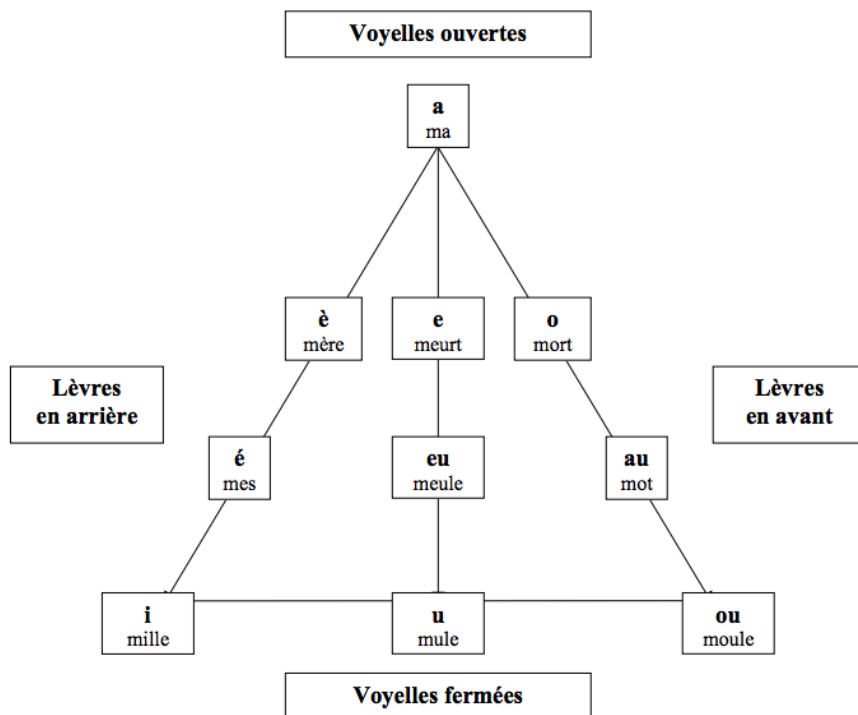 Voyelles ouvertes
a
ma
è
mère
e
meurt
o
mort
Lèvres
en arrière
Lèvres
en avant
é
mes
eu
meule
au
mot
i
mille
u
mule
ou
moule
Voyelles fermées